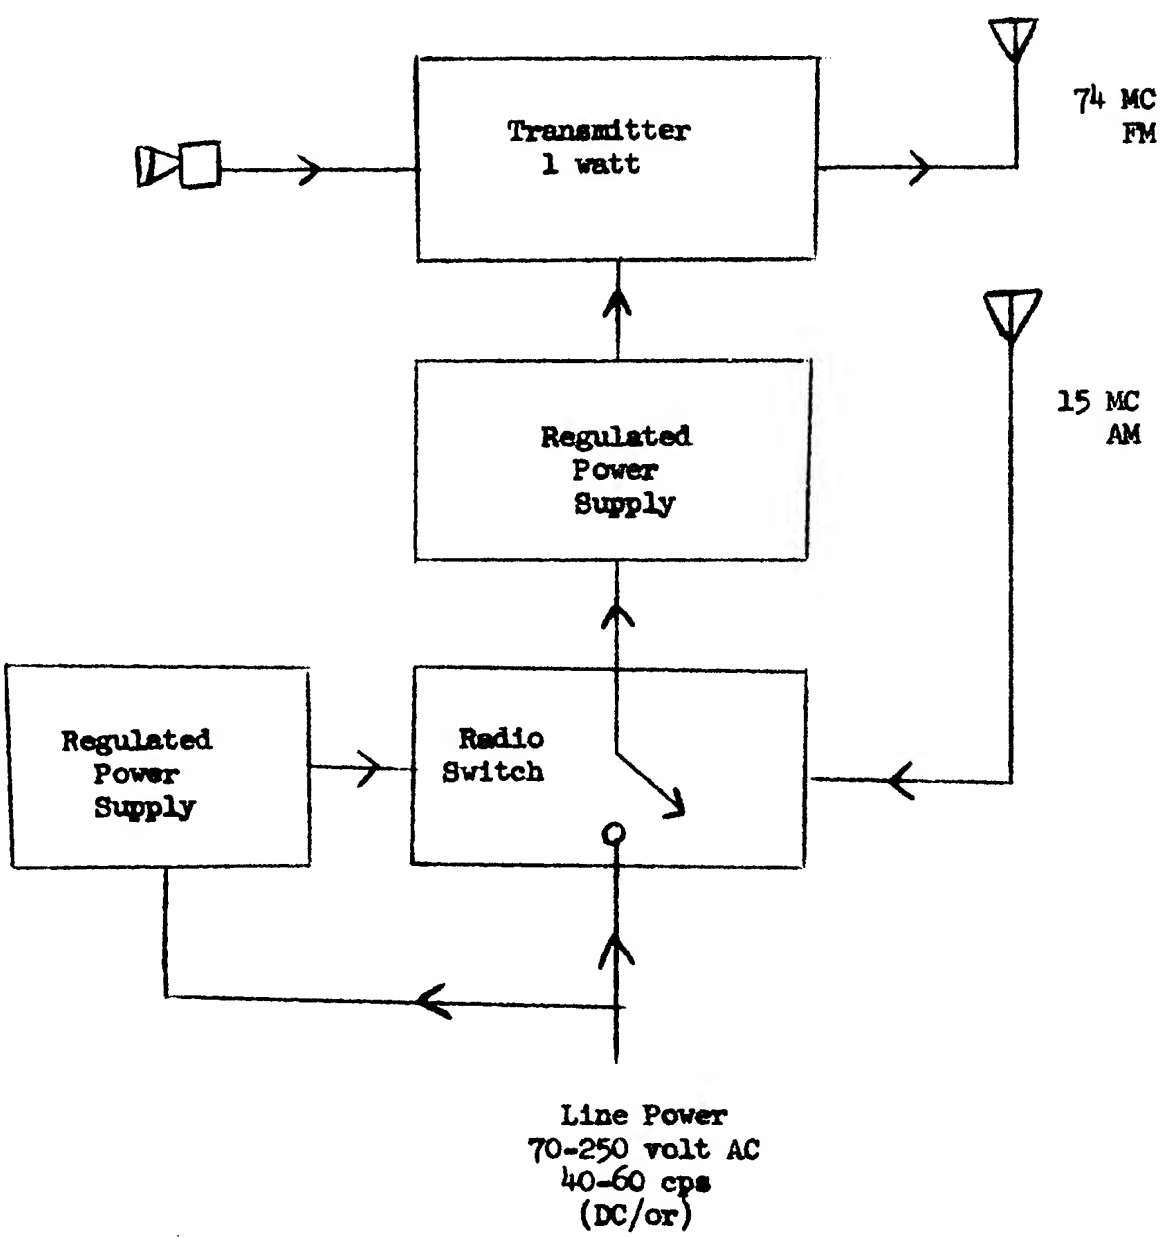 Transmitter
1 watt
74 MC
FM
15 MC
AM
Regulated
Power
Supply
Regulated
Power
Supply
Radio
Switch
Line Power
70-250 volt AC
40-60 cps
(DC/or)